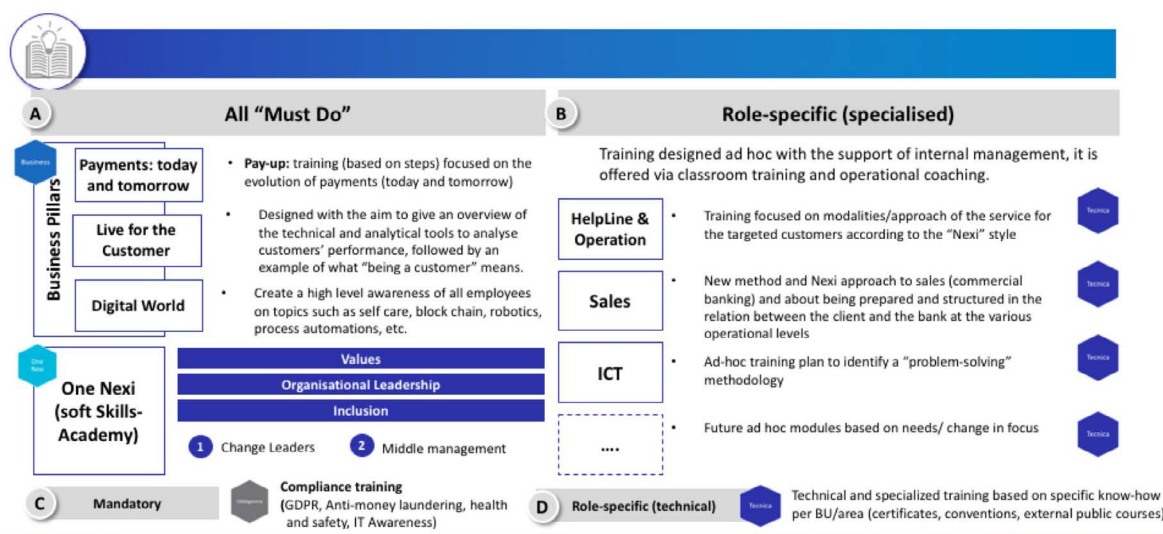 A
All “Must Do”
Business
Business Pillars
Payments: today
and tomorrow
• Pay-up: training (based on steps) focused on the
evolution of payments (today and tomorrow)
Live for the
Customer
• Designed with the aim to give an overview of
the technical and analytical tools to analyse
customers’ performance, followed by an
example of what “being a customer” means.
Digital World
• Create a high level awareness of all employees
on topics such as self care, block chain, robotics,
process automations, etc.
One
Nexi
One Nexi
(soft Skills-
Academy)
Values
Organisational Leadership
Inclusion
1 Change Leaders
2 Middle management
B
Role-specific (specialised)
Training designed ad hoc with the support of internal management, it is
offered via classroom training and operational coaching.
HelpLine &
Operation
• Training focused on modalities/approach of the service for
the targeted customers according to the “Nexi” style
Tecnica
Sales
• New method and Nexi approach to sales (commercial
banking) and about being prepared and structured in the
relation between the client and the bank at the various
operational levels
Tecnica
ICT
• Ad-hoc training plan to identify a “problem-solving”
methodology
Tecnica
....
• Future ad hoc modules based on needs/ change in focus
Tecnica
C
Mandatory
Compliance training
(GDPR, Anti-money laundering, health
and safety, IT Awareness)
D
Role-specific (technical)
Tecnica
Technical and specialized training based on specific know-how
per BU/area (certificates, conventions, external public courses)